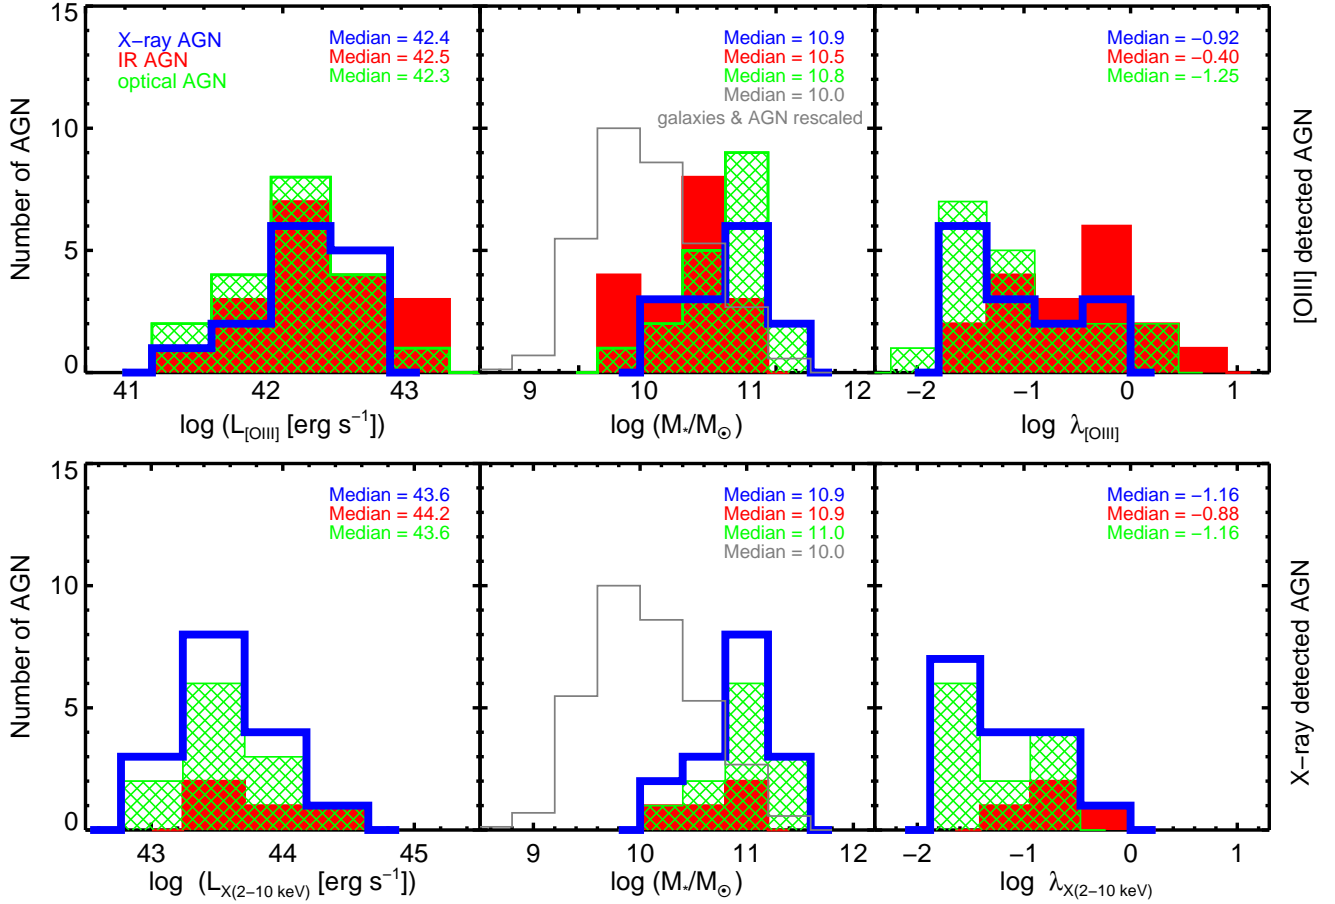 15
10
5
0
Number of AGN
X−ray AGN
IR AGN
optical AGN
Median = 42.4
Median = 42.5
Median = 42.3
41 42 43
log (L[OIII] [erg s−1])
Median = 10.9
Median = 10.5
Median = 10.8
Median = 10.0
galaxies & AGN rescaled
9 10 11 12
log (M*/M⊙)
Median = −0.92
Median = −0.40
Median = −1.25
−2 −1 0 1
log λ[OIII]
[OIII] detected AGN
15
10
5
0
Number of AGN
Median = 43.6
Median = 44.2
Median = 43.6
43 44 45
log (LX(2−10 keV) [erg s−1])
Median = 10.9
Median = 10.9
Median = 11.0
Median = 10.0
9 10 11 12
log (M*/M⊙)
Median = −1.16
Median = −0.88
Median = −1.16
−2 −1 0 1
log λX(2−10 keV)
X−ray detected AGN